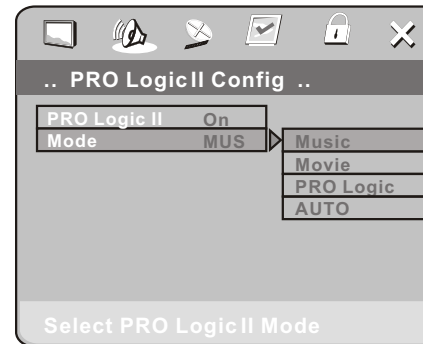 .. PRO Logic II Config ..
PRO Logic II On
Mode MUS
Music
Movie
PRO Logic
AUTO
Select PRO Logic II Mode